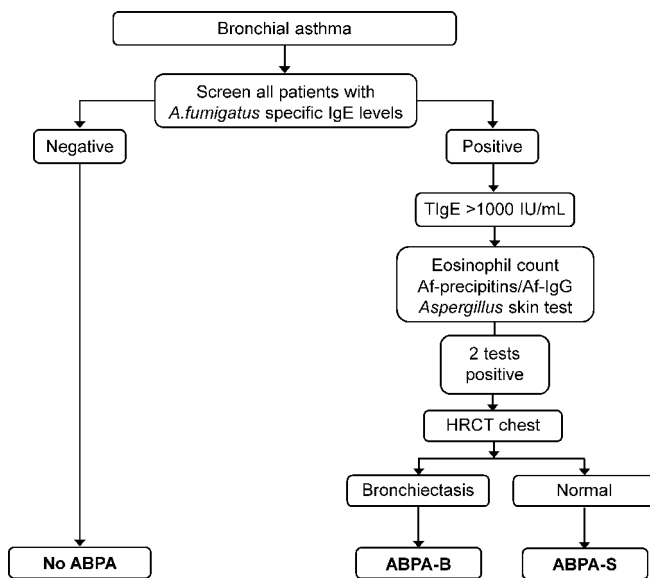 Bronchial asthma
Screen all patients with
A.fumigatus specific IgE levels
Negative
Positive
TIgE >1000 IU/mL
Eosinophil count
Af-precipitins/Af-IgG
Aspergillus skin test
2 tests
positive
HRCT chest
Bronchiectasis
Normal
No ABPA
ABPA-B
ABPA-S